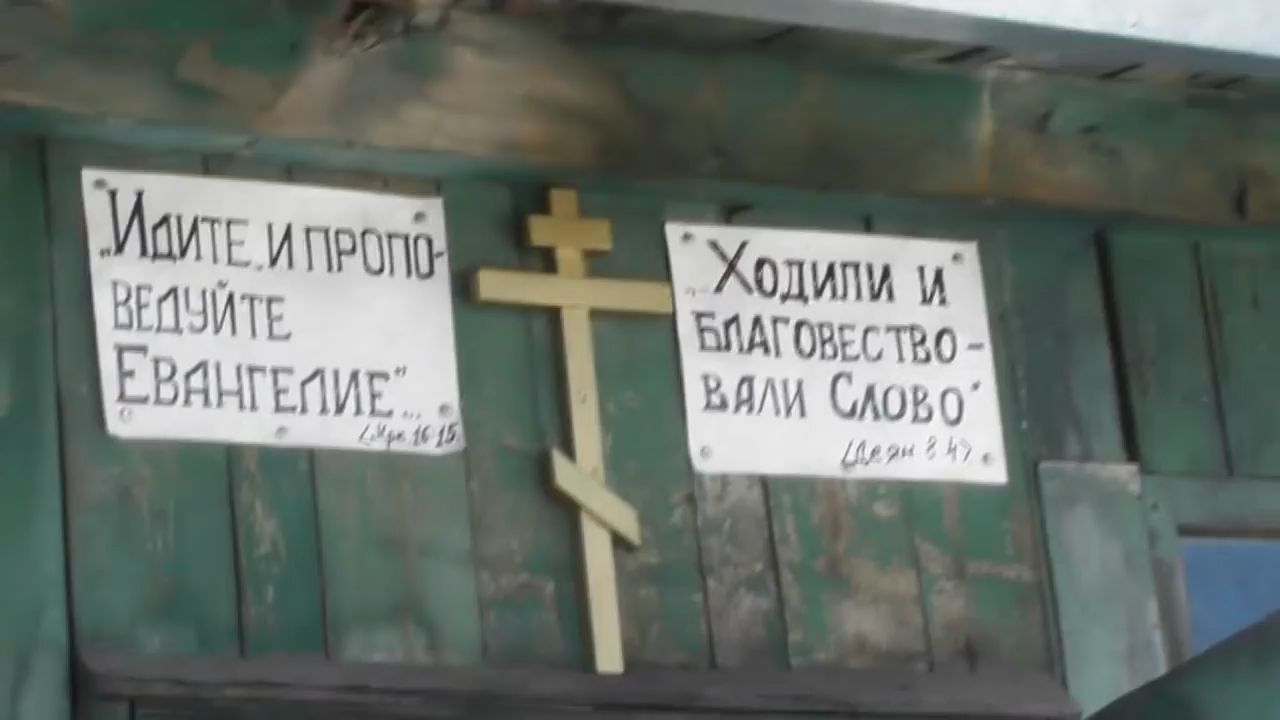 „Идите и пропо-
ведуйте
Евангелие"...
(Мрк. 16:15)
„Ходили и
благовество-
вали Слово"
(Деян 8 4)